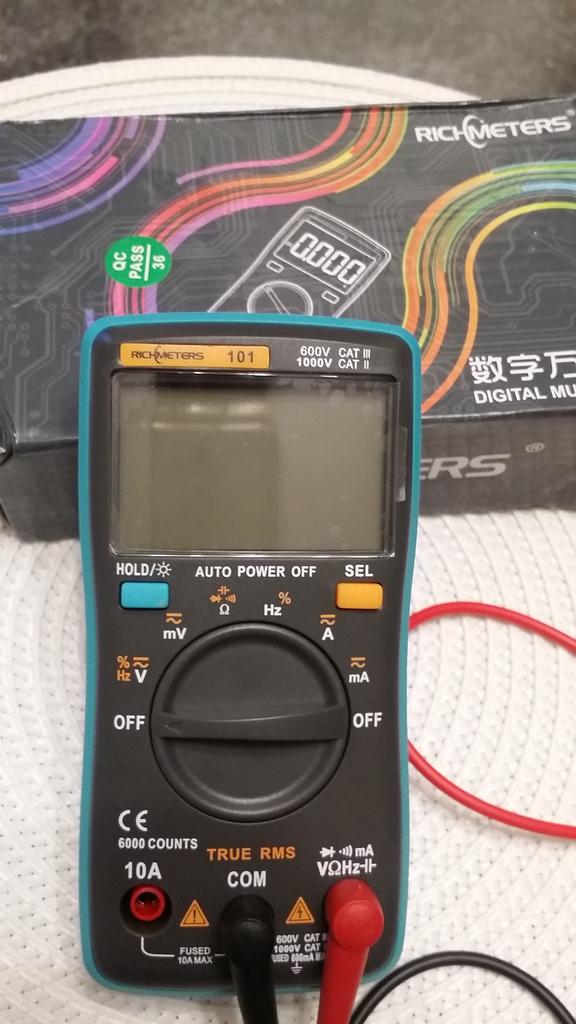 RICHMETERS®
QC
PASS
36
0.000
数字万
DIGITAL MU
ERS ®
RICHMETERS 101
600V CAT III
1000V CAT II
HOLD/
AUTO POWER OFF
SEL
Ω
Hz %
mV
A
% Hz V
mA
OFF
OFF
CE
6000 COUNTS
TRUE RMS
mA
10A
COM
VΩHz
600V CAT
1000V CAT
FUSED
10A MAX
FUSED 600mA MA